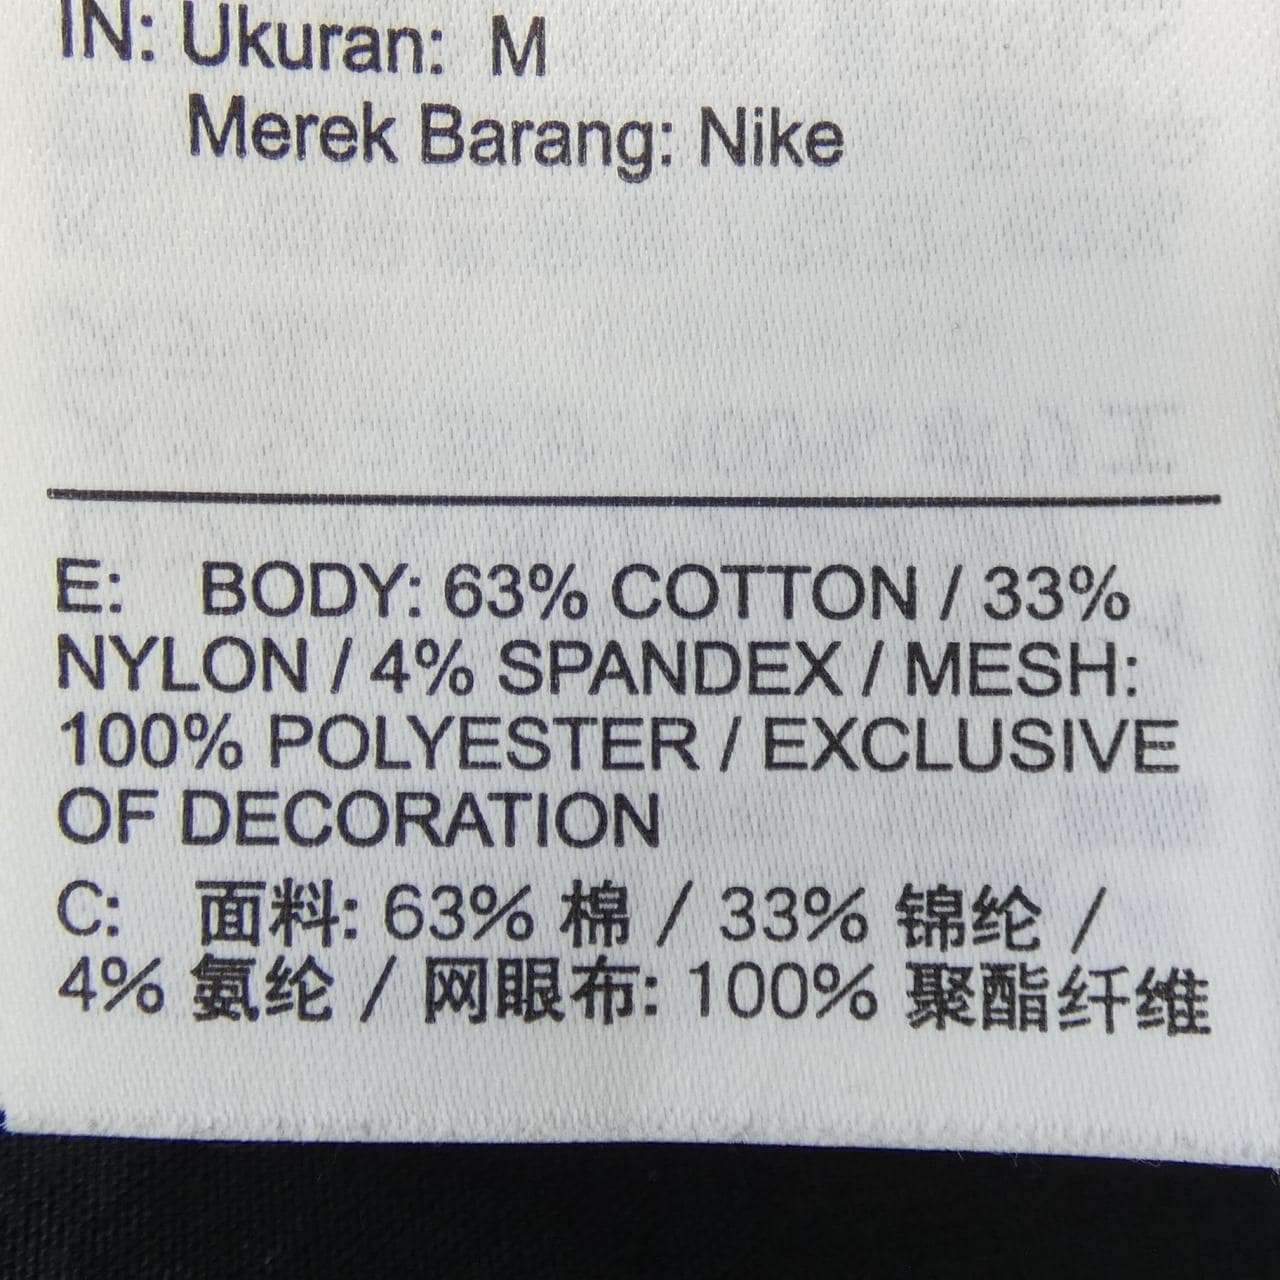 IN: Ukuran: M
Merek Barang: Nike
E: BODY: 63% COTTON / 33%
NYLON / 4% SPANDEX / MESH:
100% POLYESTER / EXCLUSIVE
OF DECORATION
C: 面料: 63% 棉 / 33% 锦纶 /
4% 氨纶 / 网眼布: 100% 聚酯纤维